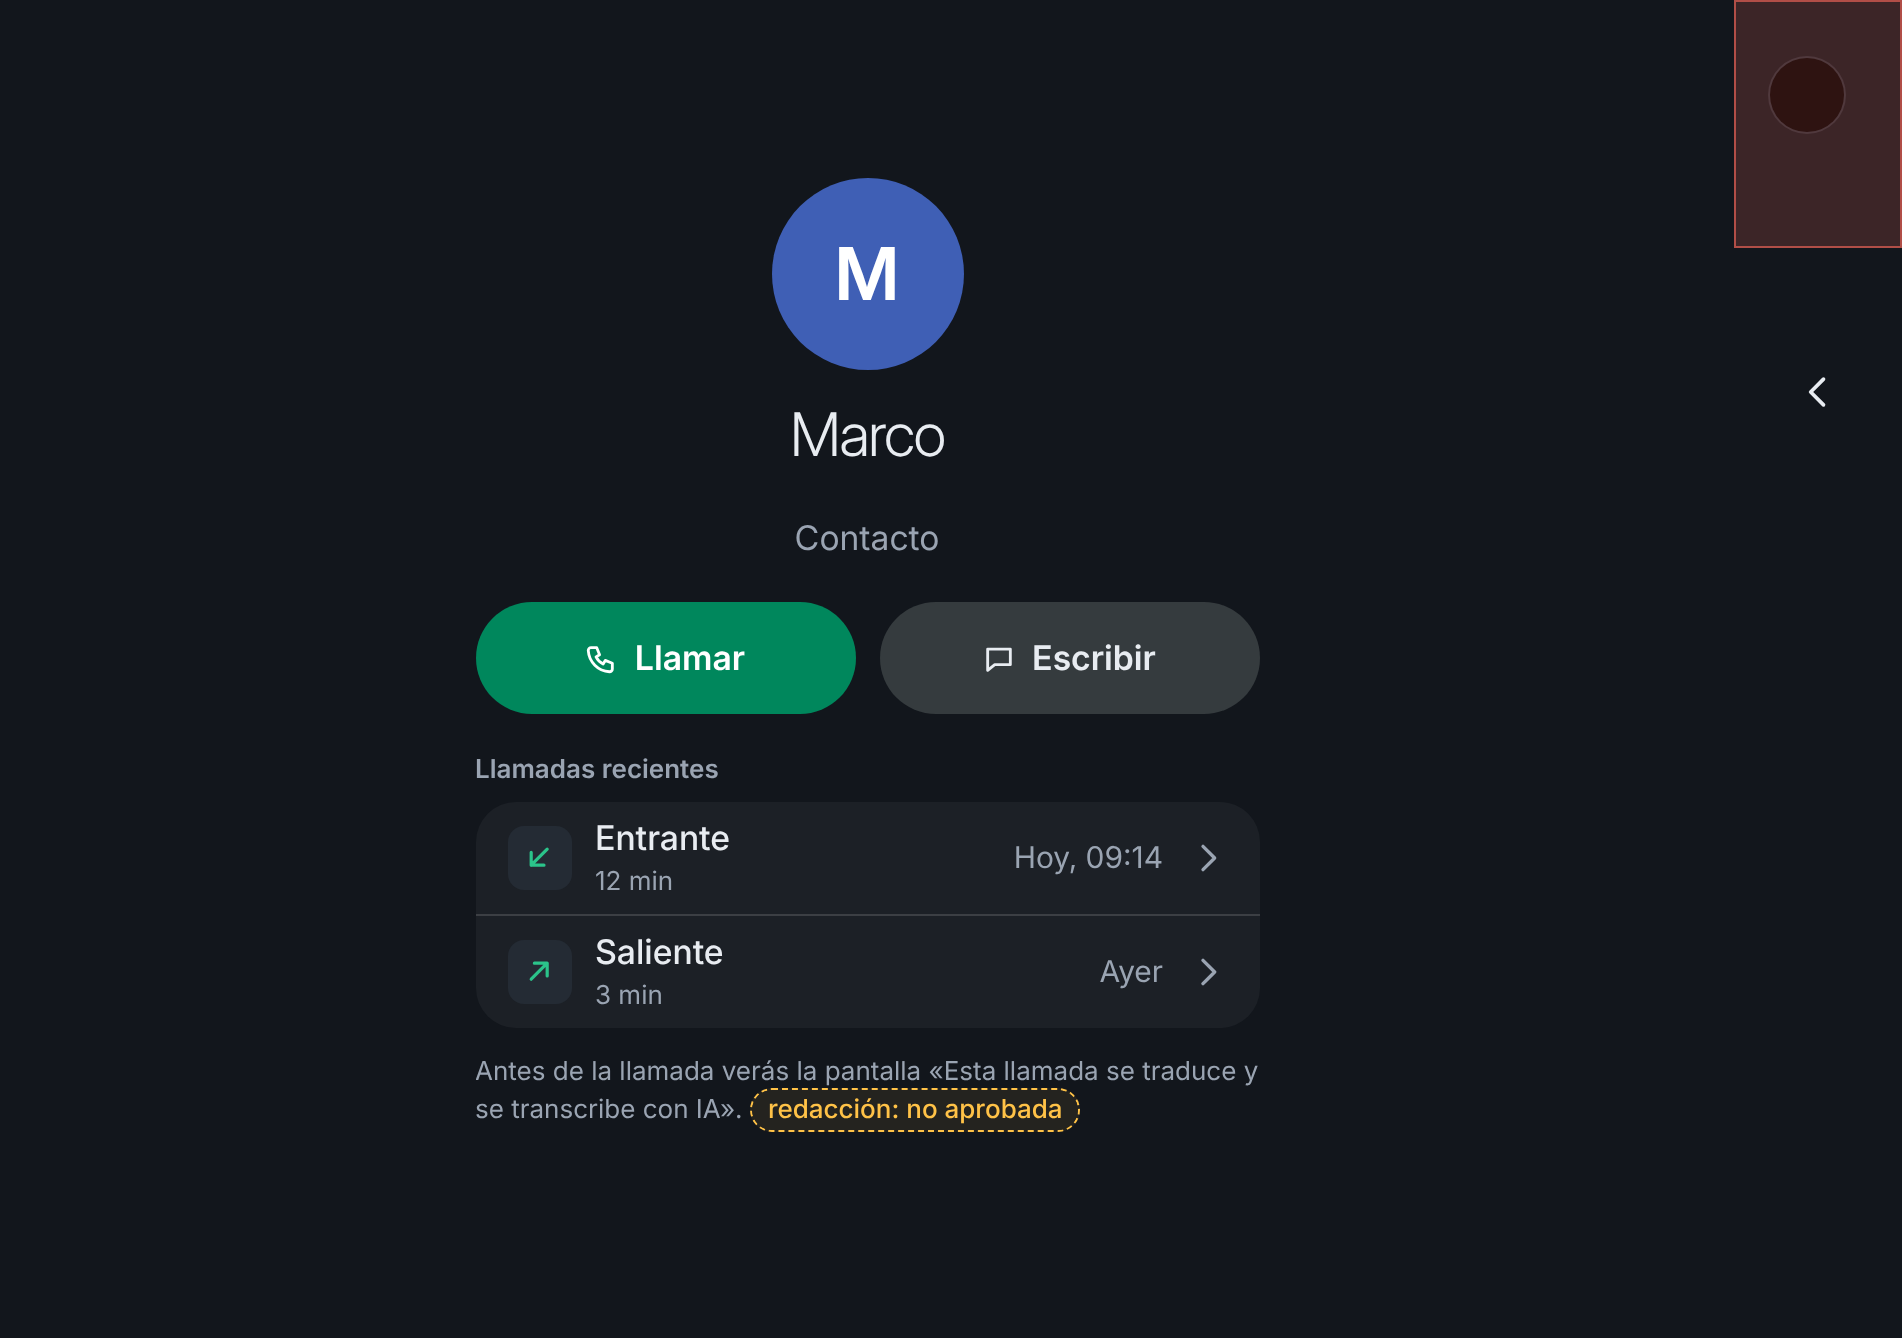 M
Marco
Contacto
Llamar
Escribir
Llamadas recientes
Entrante
12 min
Hoy, 09:14
Saliente
3 min
Ayer
Antes de la llamada verás la pantalla «Esta llamada se traduce y
se transcribe con IA». redacción: no aprobada